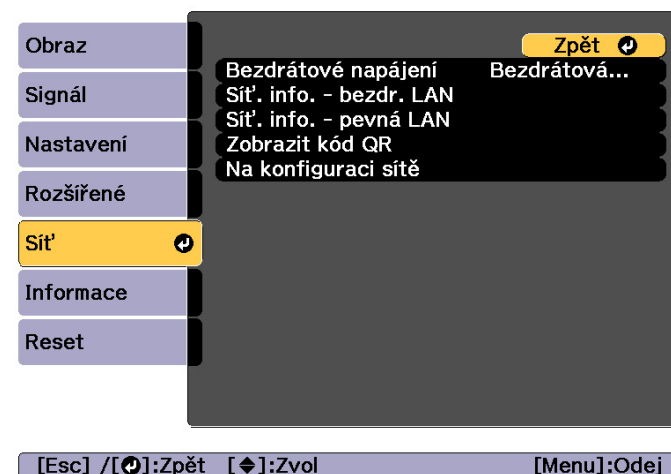 Obraz
Signál
Nastavení
Rozšířené
Síť
Informace
Reset
Zpět
Bezdrátové napájení Bezdrátová...
Síť. info. - bezdr. LAN
Síť. info. - pevná LAN
Zobrazit kód QR
Na konfiguraci sítě
[Esc] /[]:Zpět []:Zvol [Menu]:Odej